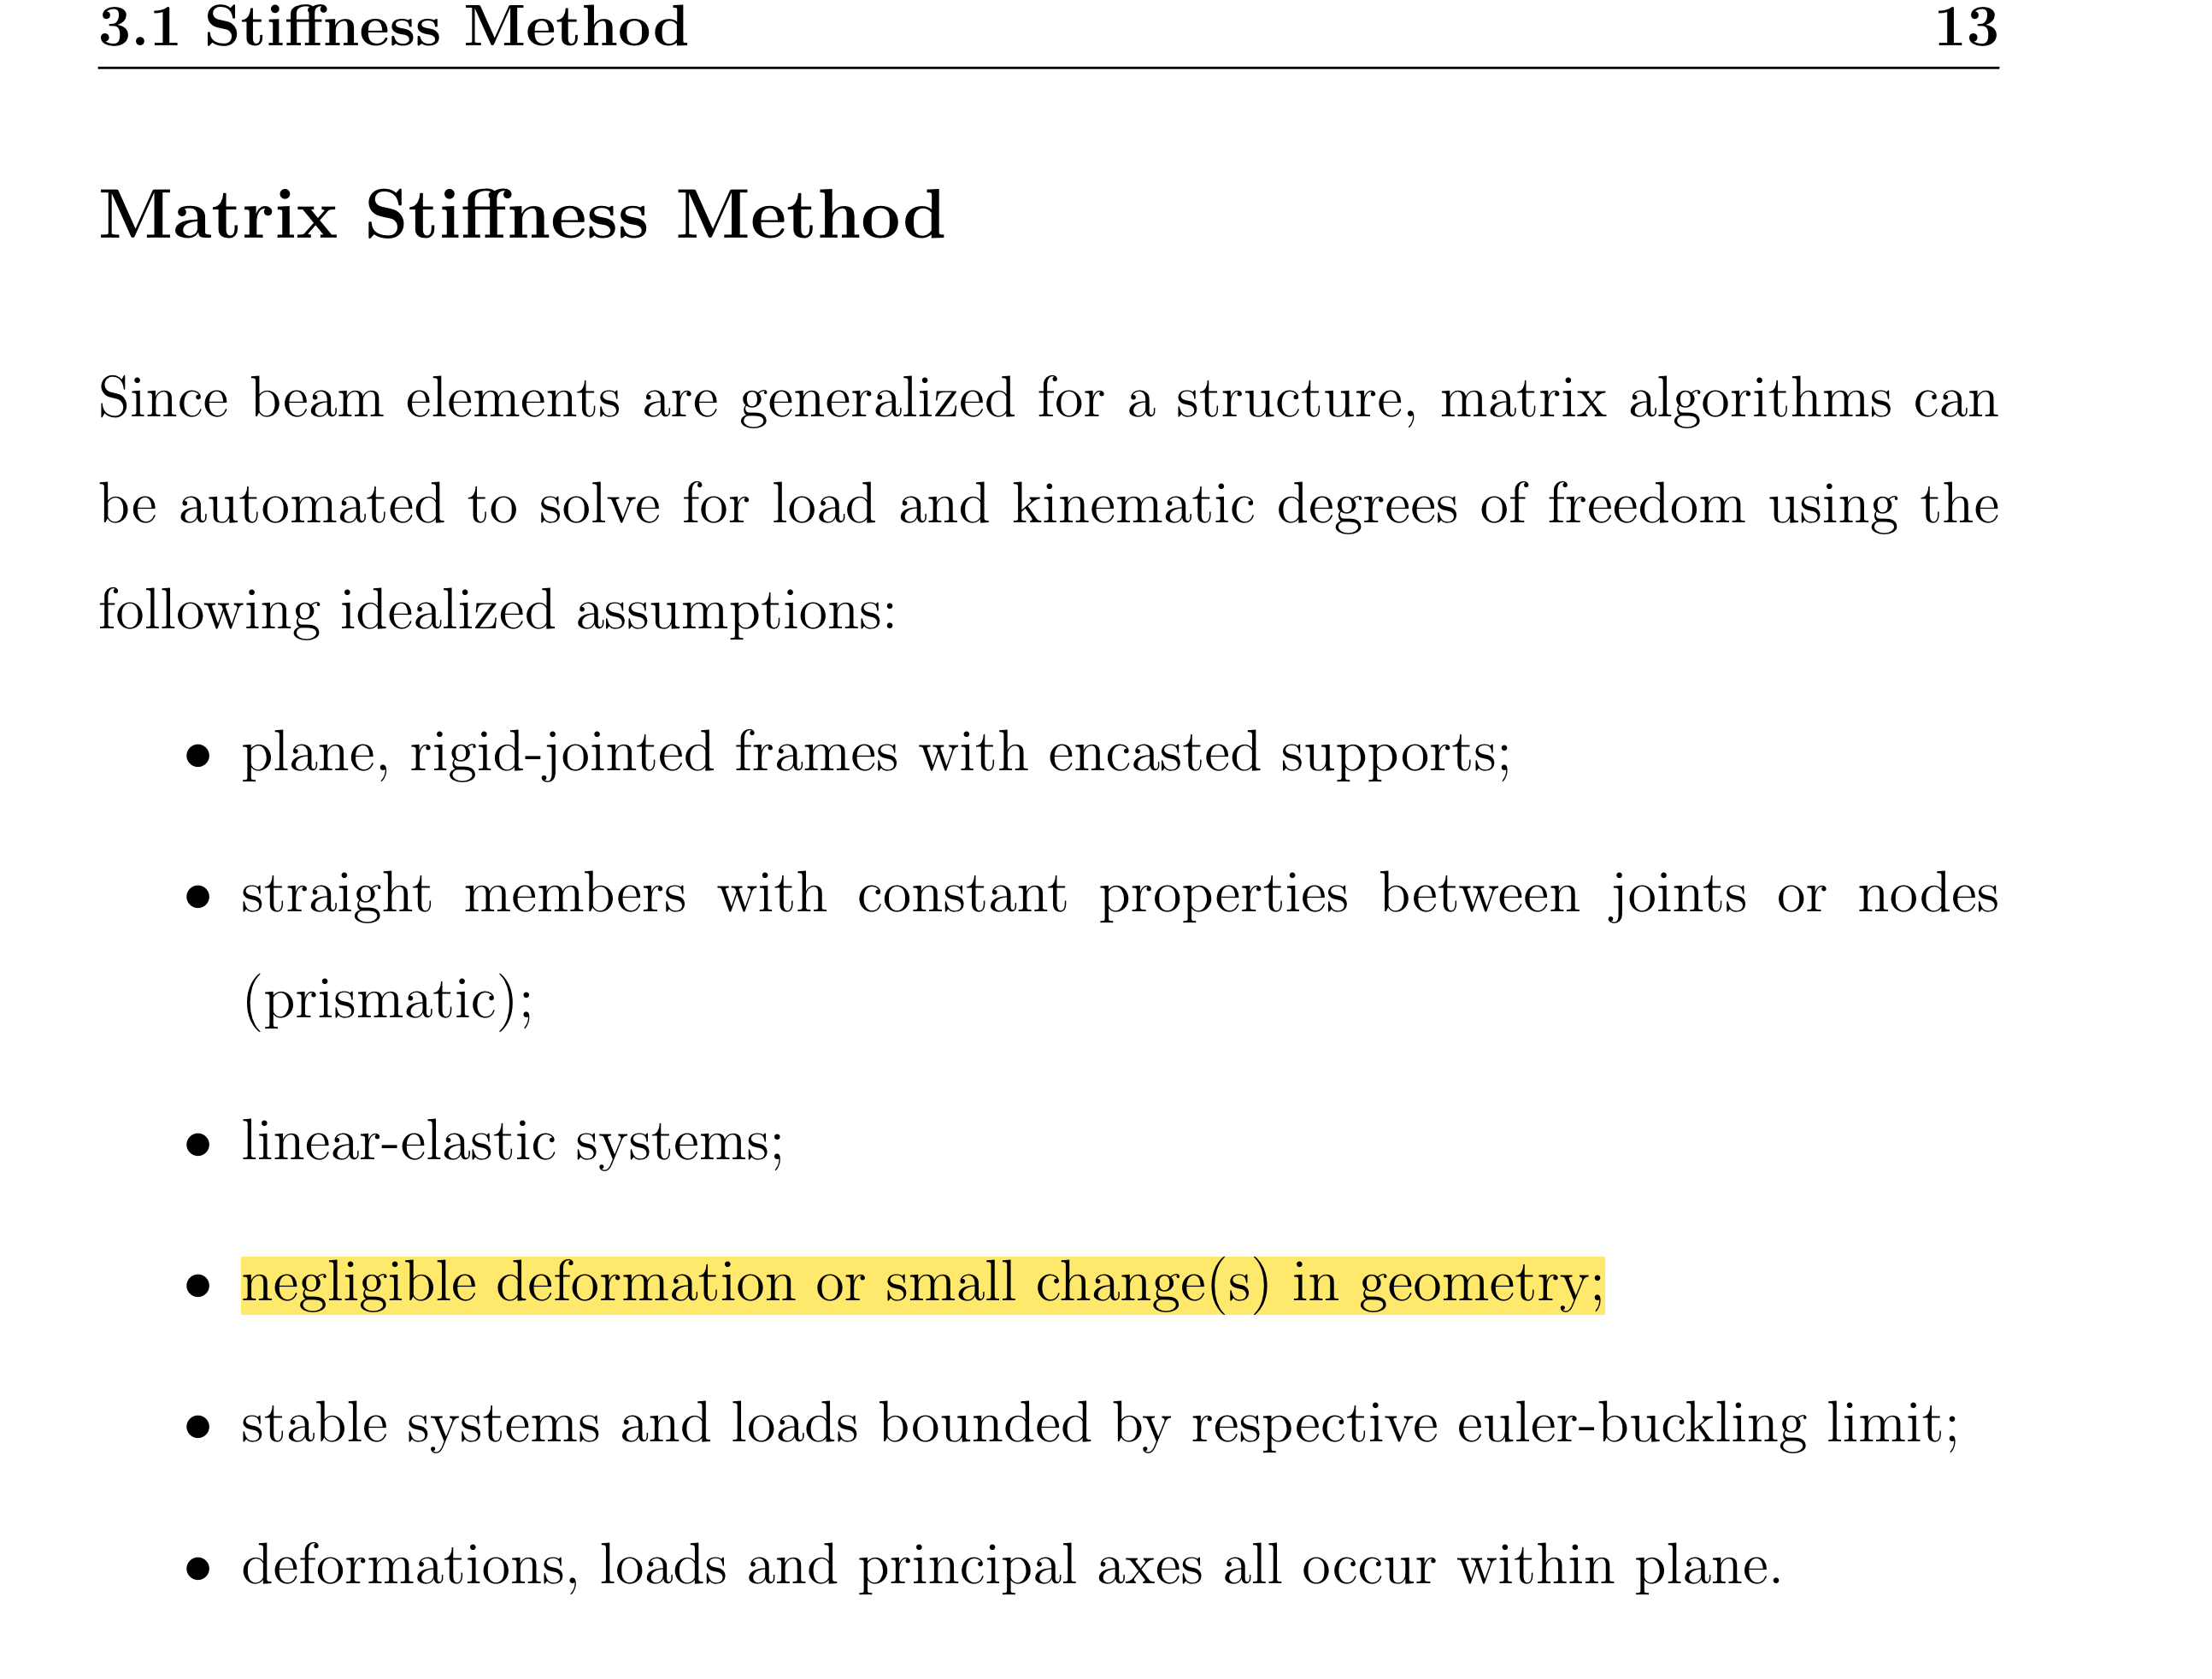 3.1 Stiffness Method 13
Matrix Stiffness Method
Since beam elements are generalized for a structure, matrix algorithms can
be automated to solve for load and kinematic degrees of freedom using the
following idealized assumptions:
• plane, rigid-jointed frames with encasted supports;
• straight members with constant properties between joints or nodes
(prismatic);
• linear-elastic systems;
• negligible deformation or small change(s) in geometry;
• stable systems and loads bounded by respective euler-buckling limit;
• deformations, loads and principal axes all occur within plane.